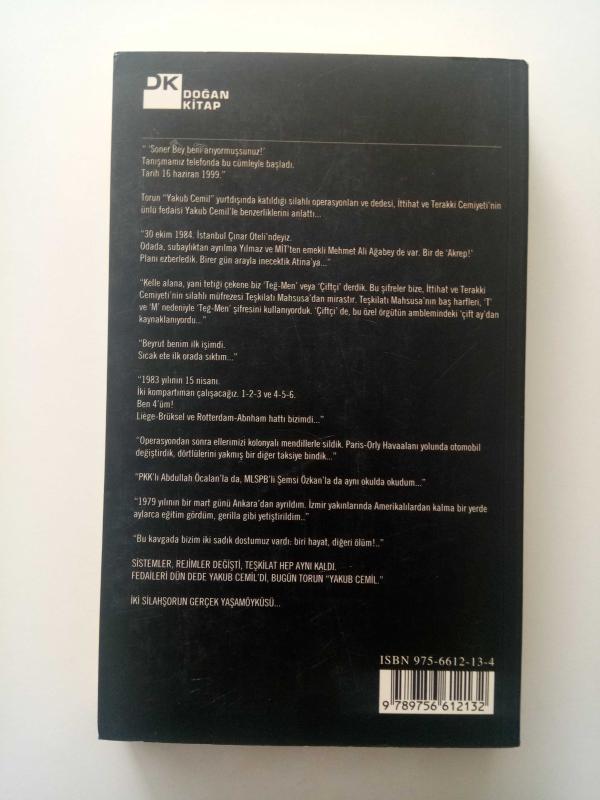 DK
DOĞAN
KİTAP
" 'Soner Bey beni arıyormuşsunuz!'
Tanışmamız telefonda bu cümleyle başladı.
Tarih 16 haziran 1999."
Torun "Yakub Cemil" yurtdışında katıldığı silahlı operasyonları ve dedesi, İttihat ve Terakki Cemiyeti'nin
ünlü fedaisi Yakub Cemil'le benzerliklerini anlattı...
"30 ekim 1984. İstanbul Çınar Oteli'ndeyiz.
Odada, subaylıktan ayrılma Yılmaz ve MİT'ten emekli Mehmet Ali Ağabey de var. Bir de 'Akrep!'
Planı ezberledik. Birer gün arayla inecektik Atina'ya..."
"Kelle alana, yani tetiği çekene biz 'Teğ-Men' veya 'Çiftçi' derdik. Bu şifreler bize, İttihat ve Terakki
Cemiyeti'nin silahlı müfrezesi Teşkilatı Mahsusa'dan mirastır. Teşkilatı Mahsusa'nın baş harfleri, 'T'
ve 'M' nedeniyle 'Teğ-Men' şifresini kullanıyorduk. 'Çiftçi' de, bu özel örgütün amblemindeki 'çift ay'dan
kaynaklanıyordu..."
"Beyrut benim ilk işimdi.
Sıcak ete ilk orada sıktım..."
"1983 yılının 15 nisanı.
İki kompartıman çalışacağız. 1-2-3 ve 4-5-6.
Ben 4'üm!
Liége-Brüksel ve Rotterdam-Abnham hattı bizimdi..."
"Operasyondan sonra ellerimizi kolonyalı mendillerle sildik. Paris-Orly Havaalanı yolunda otomobil
değiştirdik, dörtlülerini yakmış bir diğer taksiye bindik..."
"PKK'lı Abdullah Öcalan'la da, MLSPB'li Şemsi Özkan'la da aynı okulda okudum..."
"1979 yılının bir mart günü Ankara'dan ayrıldım. İzmir yakınlarında Amerikalılardan kalma bir yerde
aylarca eğitim gördüm, gerilla gibi yetiştirildim.."
"Bu kavgada bizim iki sadık dostumuz vardı: biri hayat, diğeri ölüm!.."
SİSTEMLER, REJİMLER DEĞİŞTİ, TEŞKİLAT HEP AYNI KALDI.
FEDAİLERİ DÜN DEDE YAKUB CEMİL'Dİ, BUGÜN TORUN "YAKUB CEMİL."
İKİ SİLAHŞORUN GERÇEK YAŞAMÖYKÜSÜ...
ISBN 975-6612-13-4
9 789756 612132